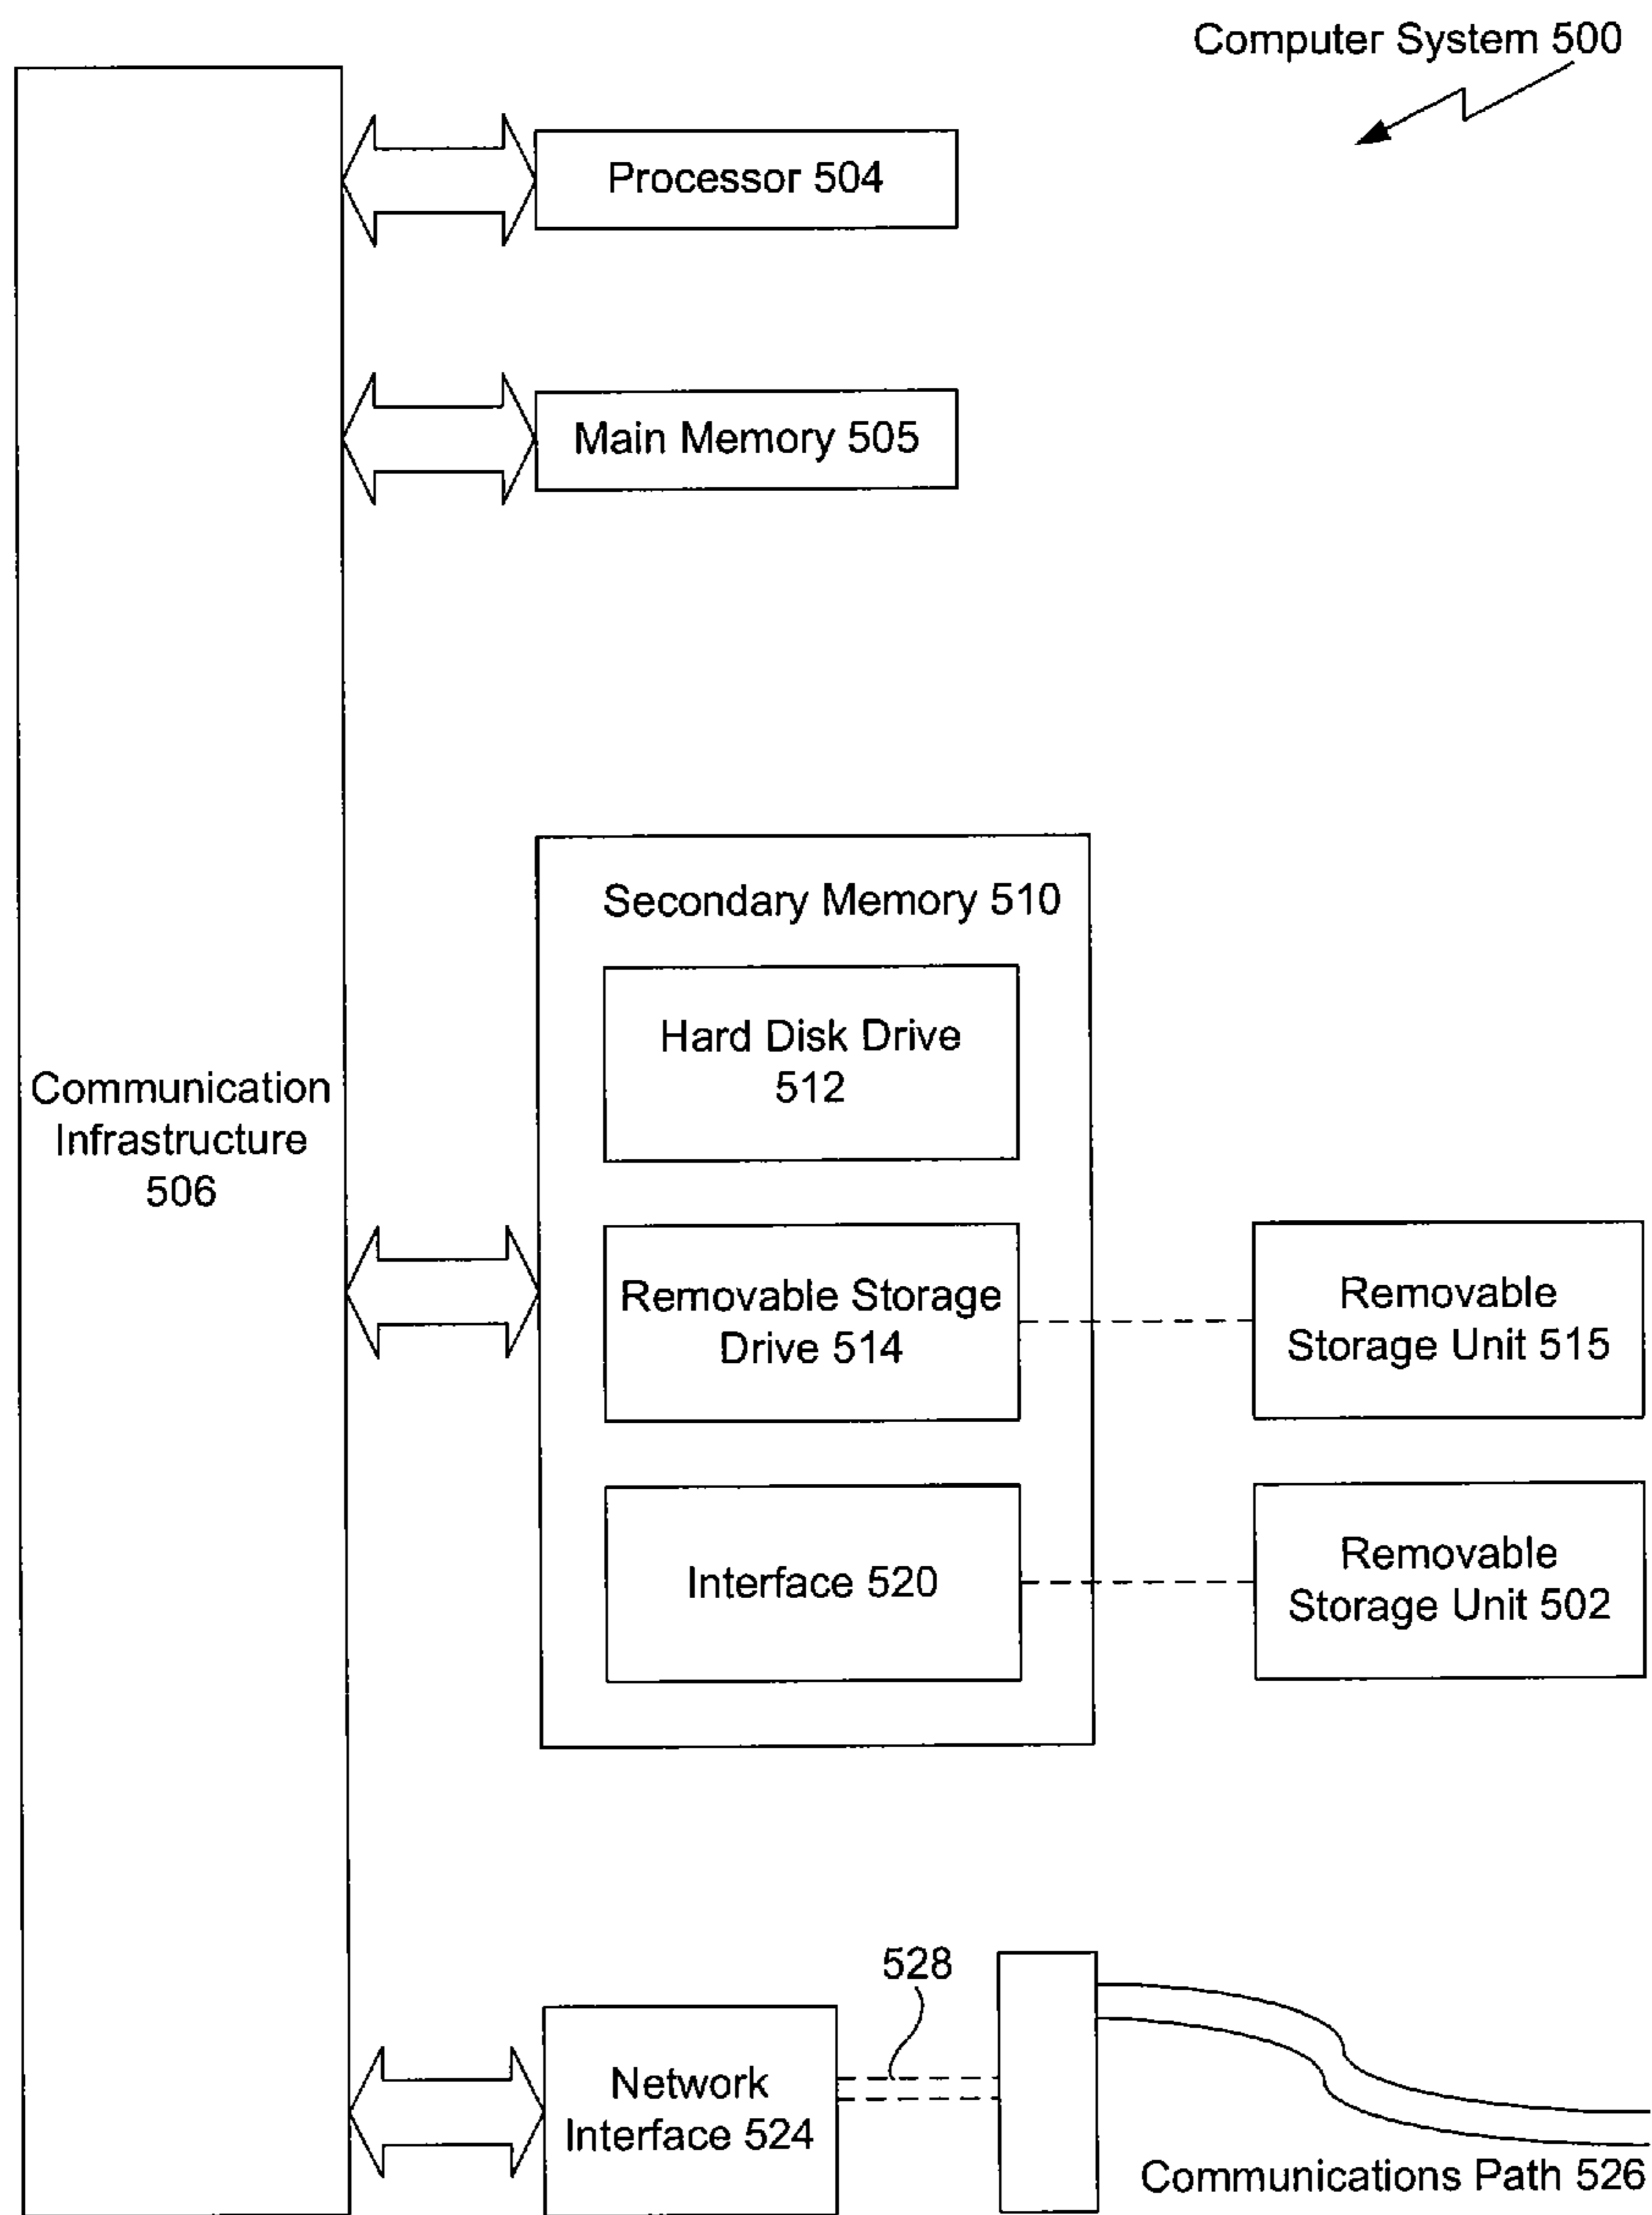 Computer System 500
Processor 504
Main Memory 505
Secondary Memory 510
Hard Disk Drive
512
Communication
Infrastructure
506
Removable Storage
Drive 514
Removable
Storage Unit 515
Interface 520
Removable
Storage Unit 502
528
Network
Interface 524
Communications Path 526